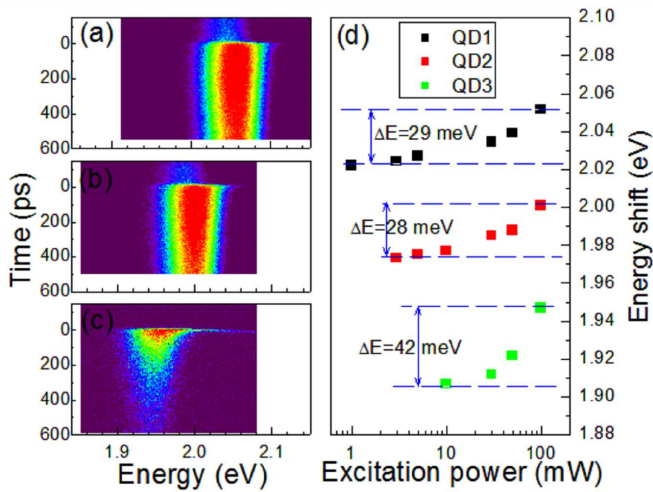 (a)
0
200
400
600
(b)
0
200
400
600
(c)
0
200
400
600
Time (ps)
1.9 2.0 2.1
Energy (eV)
(d)
QD1
QD2
QD3
ΔE=29 meV
ΔE=28 meV
ΔE=42 meV
2.10
2.08
2.06
2.04
2.02
2.00
1.98
1.96
1.94
1.92
1.90
1.88
Energy shift (eV)
1 10 100
Excitation power (mW)